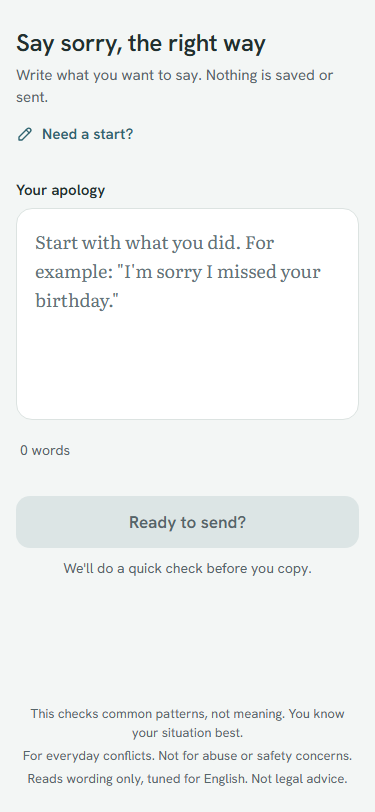 Say sorry, the right way
Write what you want to say. Nothing is saved or
sent.
Need a start?
Your apology
Start with what you did. For
example: "I'm sorry I missed your
birthday."
0 words
Ready to send?
We'll do a quick check before you copy.
This checks common patterns, not meaning. You know
your situation best.
For everyday conflicts. Not for abuse or safety concerns.
Reads wording only, tuned for English. Not legal advice.